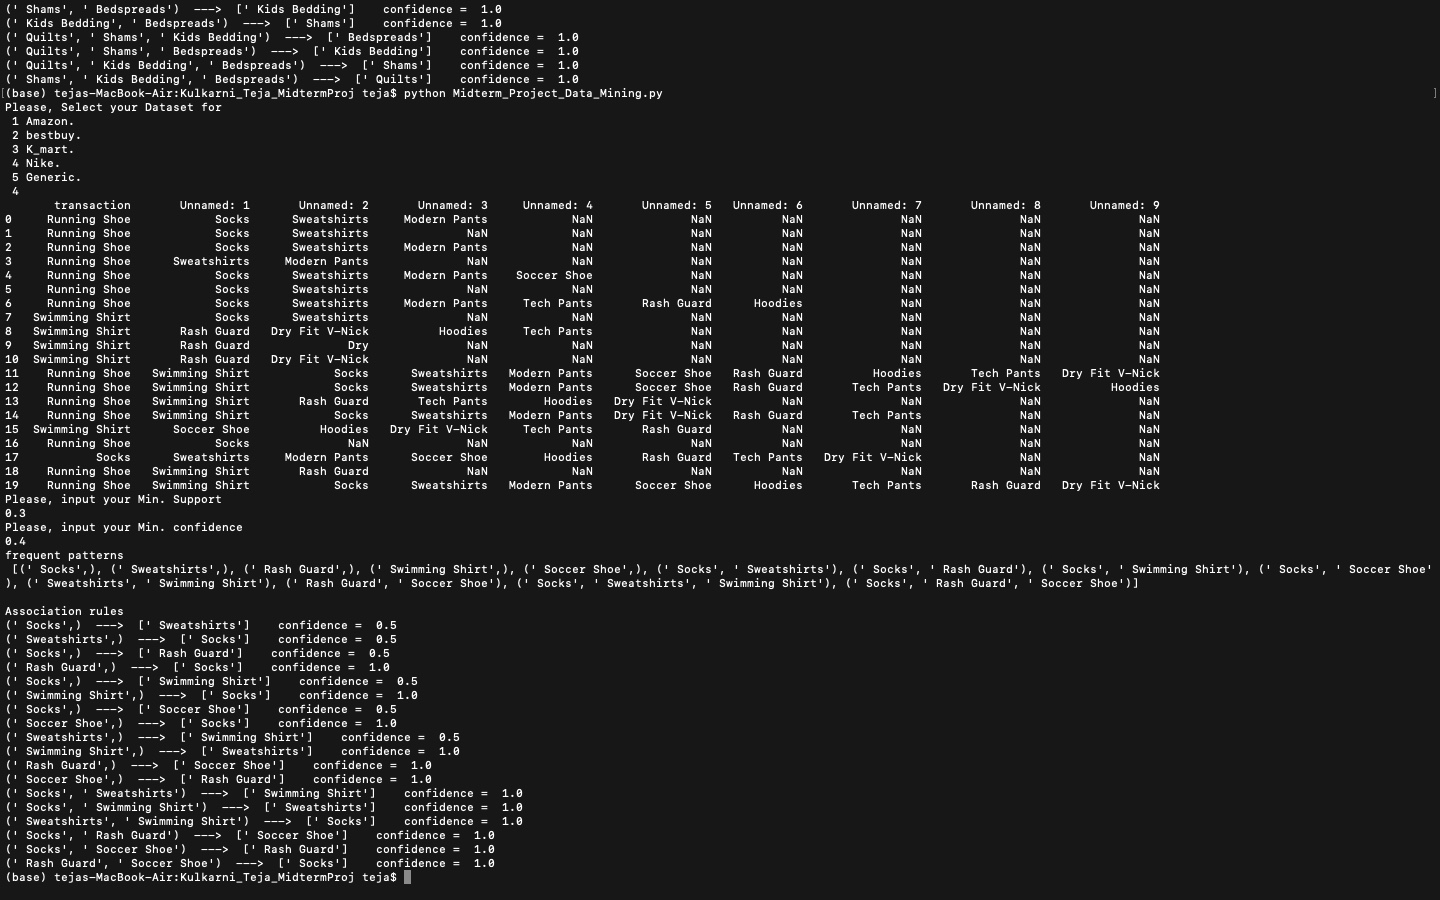 (' Shams', ' Bedspreads')  --->  [' Kids Bedding']    confidence =  1.0
(' Kids Bedding', ' Bedspreads')  --->  [' Shams']    confidence =  1.0
(' Quilts', ' Shams', ' Kids Bedding')  --->  [' Bedspreads']    confidence =  1.0
(' Quilts', ' Shams', ' Bedspreads')  --->  [' Kids Bedding']    confidence =  1.0
(' Quilts', ' Kids Bedding', ' Bedspreads')  --->  [' Shams']    confidence =  1.0
(' Shams', ' Kids Bedding', ' Bedspreads')  --->  [' Quilts']    confidence =  1.0
[(base) tejas-MacBook-Air:Kulkarni_Teja_MidtermProj teja$ python Midterm_Project_Data_Mining.py ]
Please, Select your Dataset for
 1 Amazon.
 2 bestbuy.
 3 K_mart.
 4 Nike.
 5 Generic.
 4
transaction Unnamed: 1 Unnamed: 2 Unnamed: 3 Unnamed: 4 Unnamed: 5 Unnamed: 6 Unnamed: 7 Unnamed: 8 Unnamed: 9
0 Running Shoe Socks Sweatshirts Modern Pants NaN NaN NaN NaN NaN NaN
1 Running Shoe Socks Sweatshirts NaN NaN NaN NaN NaN NaN NaN
2 Running Shoe Socks Sweatshirts Modern Pants NaN NaN NaN NaN NaN NaN
3 Running Shoe Sweatshirts Modern Pants NaN NaN NaN NaN NaN NaN NaN
4 Running Shoe Socks Sweatshirts Modern Pants Soccer Shoe NaN NaN NaN NaN NaN
5 Running Shoe Socks Sweatshirts NaN NaN NaN NaN NaN NaN NaN
6 Running Shoe Socks Sweatshirts Modern Pants Tech Pants Rash Guard Hoodies NaN NaN NaN
7 Swimming Shirt Socks Sweatshirts NaN NaN NaN NaN NaN NaN NaN
8 Swimming Shirt Rash Guard Dry Fit V-Nick Hoodies Tech Pants NaN NaN NaN NaN NaN
9 Swimming Shirt Rash Guard Dry NaN NaN NaN NaN NaN NaN NaN
10 Swimming Shirt Rash Guard Dry Fit V-Nick NaN NaN NaN NaN NaN NaN NaN
11 Running Shoe Swimming Shirt Socks Sweatshirts Modern Pants Soccer Shoe Rash Guard Hoodies Tech Pants Dry Fit V-Nick
12 Running Shoe Swimming Shirt Socks Sweatshirts Modern Pants Soccer Shoe Rash Guard Tech Pants Dry Fit V-Nick Hoodies
13 Running Shoe Swimming Shirt Rash Guard Tech Pants Hoodies Dry Fit V-Nick NaN NaN NaN NaN
14 Running Shoe Swimming Shirt Socks Sweatshirts Modern Pants Dry Fit V-Nick Rash Guard Tech Pants NaN NaN
15 Swimming Shirt Soccer Shoe Hoodies Dry Fit V-Nick Tech Pants Rash Guard NaN NaN NaN NaN
16 Running Shoe Socks NaN NaN NaN NaN NaN NaN NaN NaN
17 Socks Sweatshirts Modern Pants Soccer Shoe Hoodies Rash Guard Tech Pants Dry Fit V-Nick NaN NaN
18 Running Shoe Swimming Shirt Rash Guard NaN NaN NaN NaN NaN NaN NaN
19 Running Shoe Swimming Shirt Socks Sweatshirts Modern Pants Soccer Shoe Hoodies Tech Pants Rash Guard Dry Fit V-Nick
Please, input your Min. Support
0.3
Please, input your Min. confidence
0.4
frequent patterns
 [(' Socks',), (' Sweatshirts',), (' Rash Guard',), (' Swimming Shirt',), (' Soccer Shoe',), (' Socks', ' Sweatshirts'), (' Socks', ' Rash Guard'), (' Socks', ' Swimming Shirt'), (' Socks', ' Soccer Shoe'
), (' Sweatshirts', ' Swimming Shirt'), (' Rash Guard', ' Soccer Shoe'), (' Socks', ' Sweatshirts', ' Swimming Shirt'), (' Socks', ' Rash Guard', ' Soccer Shoe')]
Association rules
(' Socks',)  --->  [' Sweatshirts']    confidence =  0.5
(' Sweatshirts',)  --->  [' Socks']    confidence =  0.5
(' Socks',)  --->  [' Rash Guard']    confidence =  0.5
(' Rash Guard',)  --->  [' Socks']    confidence =  1.0
(' Socks',)  --->  [' Swimming Shirt']    confidence =  0.5
(' Swimming Shirt',)  --->  [' Socks']    confidence =  1.0
(' Socks',)  --->  [' Soccer Shoe']    confidence =  0.5
(' Soccer Shoe',)  --->  [' Socks']    confidence =  1.0
(' Sweatshirts',)  --->  [' Swimming Shirt']    confidence =  0.5
(' Swimming Shirt',)  --->  [' Sweatshirts']    confidence =  1.0
(' Rash Guard',)  --->  [' Soccer Shoe']    confidence =  1.0
(' Soccer Shoe',)  --->  [' Rash Guard']    confidence =  1.0
(' Socks', ' Sweatshirts')  --->  [' Swimming Shirt']    confidence =  1.0
(' Socks', ' Swimming Shirt')  --->  [' Sweatshirts']    confidence =  1.0
(' Sweatshirts', ' Swimming Shirt')  --->  [' Socks']    confidence =  1.0
(' Socks', ' Rash Guard')  --->  [' Soccer Shoe']    confidence =  1.0
(' Socks', ' Soccer Shoe')  --->  [' Rash Guard']    confidence =  1.0
(' Rash Guard', ' Soccer Shoe')  --->  [' Socks']    confidence =  1.0
(base) tejas-MacBook-Air:Kulkarni_Teja_MidtermProj teja$